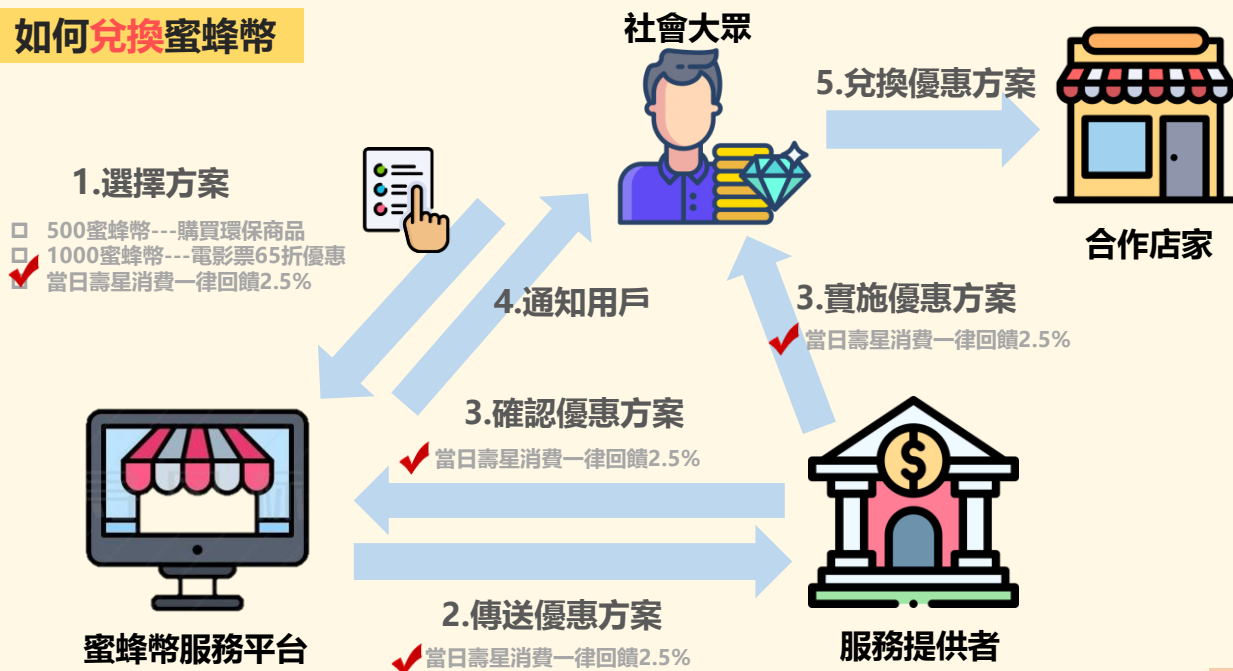 如何兌換蜜蜂幣
社會大眾
5.兌換優惠方案
合作店家
1.選擇方案
500蜜蜂幣---購買環保商品
1000蜜蜂幣---電影票65折優惠
當日壽星消費一律回饋2.5%
4.通知用戶
3.實施優惠方案
當日壽星消費一律回饋2.5%
3.確認優惠方案
當日壽星消費一律回饋2.5%
2.傳送優惠方案
當日壽星消費一律回饋2.5%
蜜蜂幣服務平台
服務提供者
$